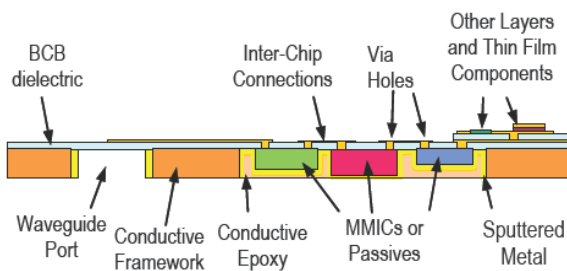 BCB
dielectric
Inter-Chip
Connections
Via
Holes
Other Layers
and Thin Film
Components
Waveguide
Port
Conductive
Framework
Conductive
Epoxy
MMICs or
Passives
Sputtered
Metal